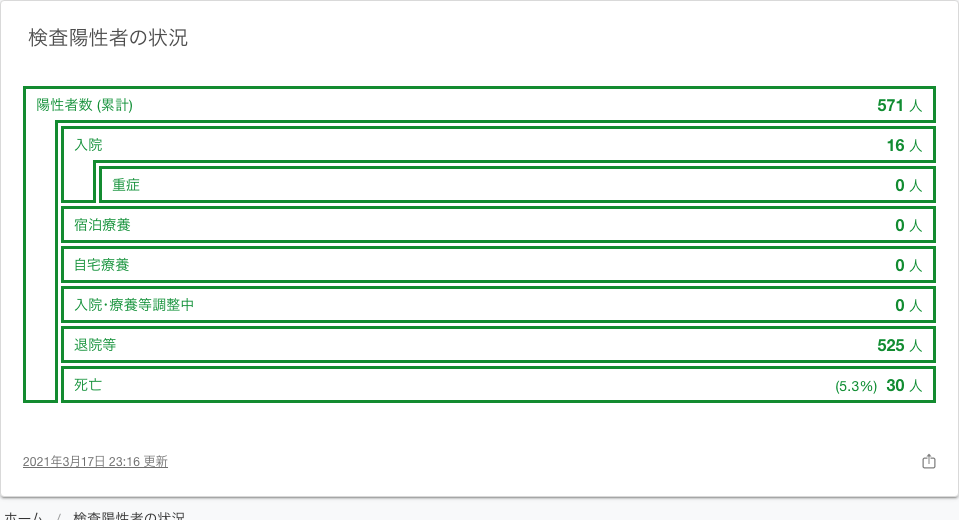 検査陽性者の状況
陽性者数 (累計) 571 人
入院 16 人
重症 0 人
宿泊療養 0 人
自宅療養 0 人
入院･療養等調整中 0 人
退院等 525 人
死亡 (5.3%) 30 人
2021年3月17日 23:16 更新
ホーム / 検査陽性者の状況